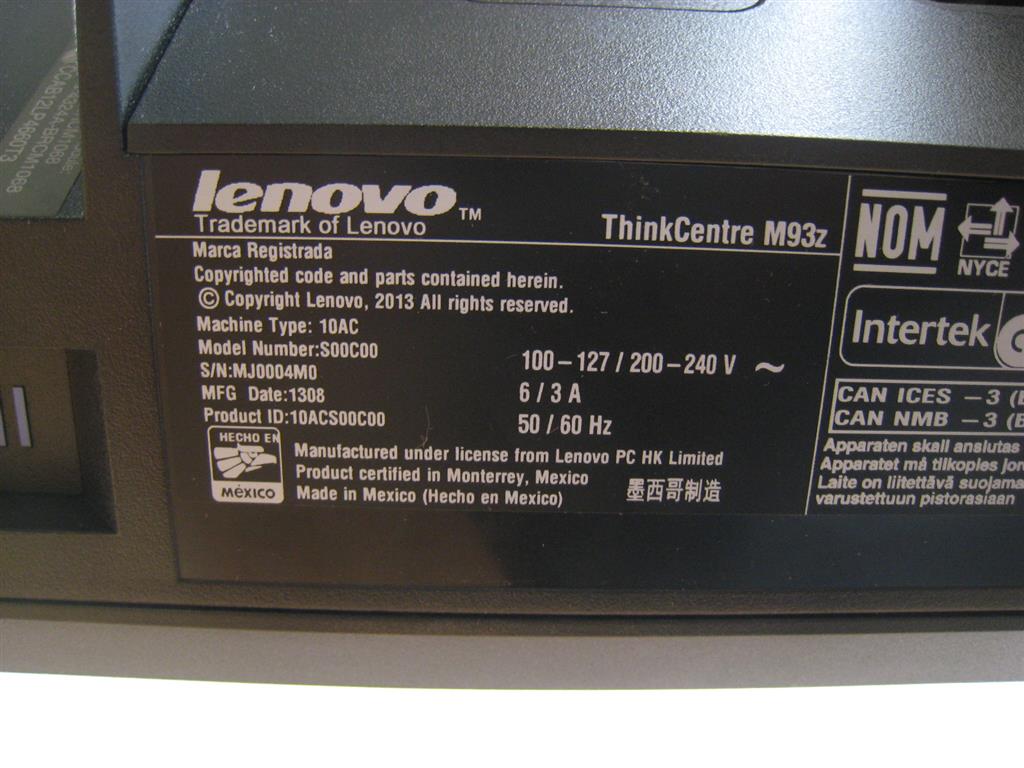 lenovo™
Trademark of Lenovo
ThinkCentre M93z
Marca Registrada
Copyrighted code and parts contained herein.
© Copyright Lenovo, 2013 All rights reserved.
Machine Type: 10AC
Model Number:S00C00
S/N:MJ0004M0
MFG Date:1308
Product ID:10ACS00C00
100-127 / 200-240 V ~
6 / 3 A
50 / 60 Hz
HECHO EN
MéXICO
Manufactured under license from Lenovo PC HK Limited
Product certified in Monterrey, Mexico
Made in Mexico (Hecho en Mexico)
墨西哥制造
NOM
NYCE
Intertek
CAN ICES -3 (
CAN NMB -3 (
Apparaten skall anslutas
Apparatet må tilkoples
Laite on liitettävä
varustettuun pistorasiaan